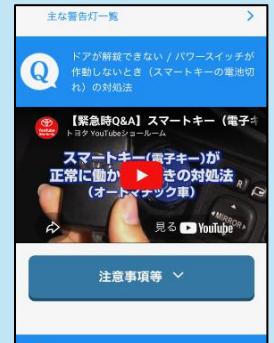 主な警告灯一覧
Q
ドアが解錠できない / パワースイッチが
作動しないとき（スマートキーの電池切
れ）の対処法
【緊急時Q&A】スマートキー（電子キ
トヨタ YouTubeショールーム
スマートキー(電子キー)が
正常に働かないときの対処法
(オートマチック車)
MIRROR
見る YouTube
注意事項等